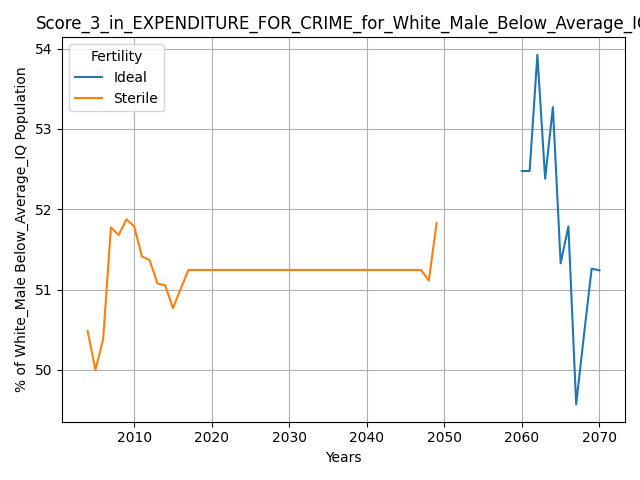 Score_3_in_EXPENDITURE_FOR_CRIME_for_White_Male_Below_Average_IQ
Fertility
Ideal
Sterile
% of White_Male Below_Average_IQ Population
54
53
52
51
50
2010 2020 2030 2040 2050 2060 2070
Years